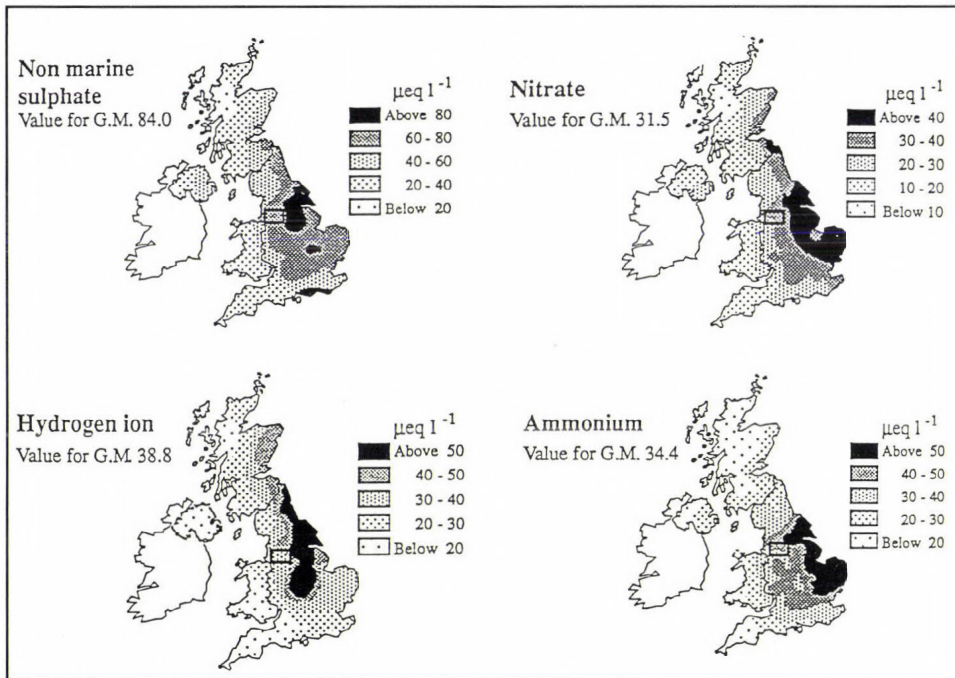 Non marine
sulphate
Value for G.M. 84.0
μeq l⁻¹
Above 80
60 - 80
40 - 60
20 - 40
Below 20
Nitrate
Value for G.M. 31.5
μeq l⁻¹
Above 40
30 - 40
20 - 30
10 - 20
Below 10
Hydrogen ion
Value for G.M. 38.8
μeq l⁻¹
Above 50
40 - 50
30 - 40
20 - 30
Below 20
Ammonium
Value for G.M. 34.4
μeq l⁻¹
Above 50
40 - 50
30 - 40
20 - 30
Below 20